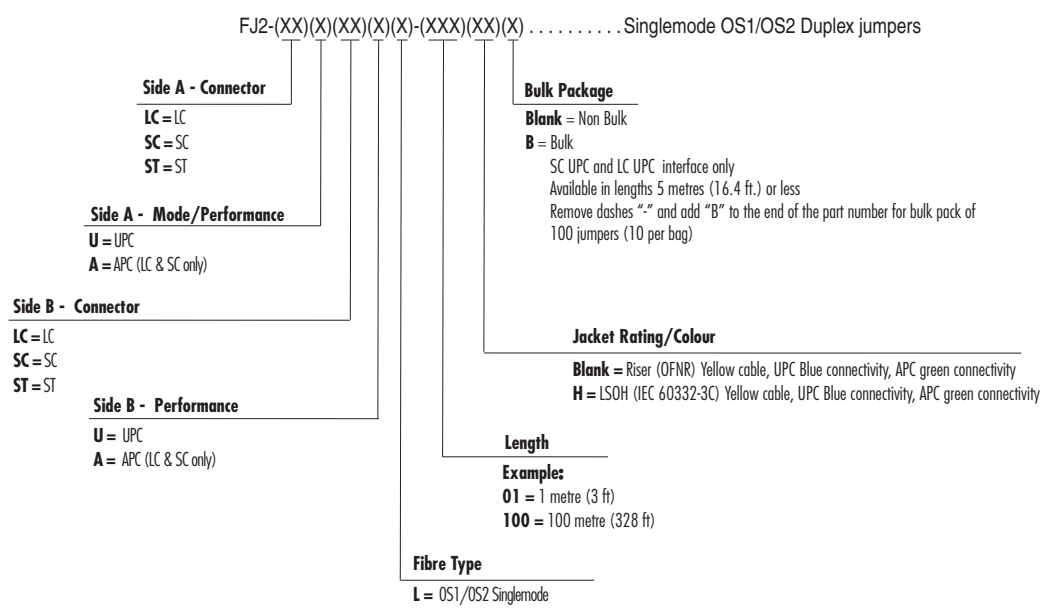 FJ2-(XX)(X)(XX)(X)(X)-(XXX)(XX)(X) . . . . . . . . . . Singlemode OS1/OS2 Duplex jumpers
Side A - Connector
LC = LC
SC = SC
ST = ST
Side A - Mode/Performance
U = UPC
A = APC (LC & SC only)
Side B - Connector
LC = LC
SC = SC
ST = ST
Side B - Performance
U = UPC
A = APC (LC & SC only)
Bulk Package
Blank = Non Bulk
B = Bulk
SC UPC and LC UPC interface only
Available in lengths 5 metres (16.4 ft.) or less
Remove dashes “-” and add “B” to the end of the part number for bulk pack of
100 jumpers (10 per bag)
Jacket Rating/Colour
Blank = Riser (OFNR) Yellow cable, UPC Blue connectivity, APC green connectivity
H = LSOH (IEC 60332-3C) Yellow cable, UPC Blue connectivity, APC green connectivity
Length
Example:
01 = 1 metre (3 ft)
100 = 100 metre (328 ft)
Fibre Type
L = OS1/OS2 Singlemode